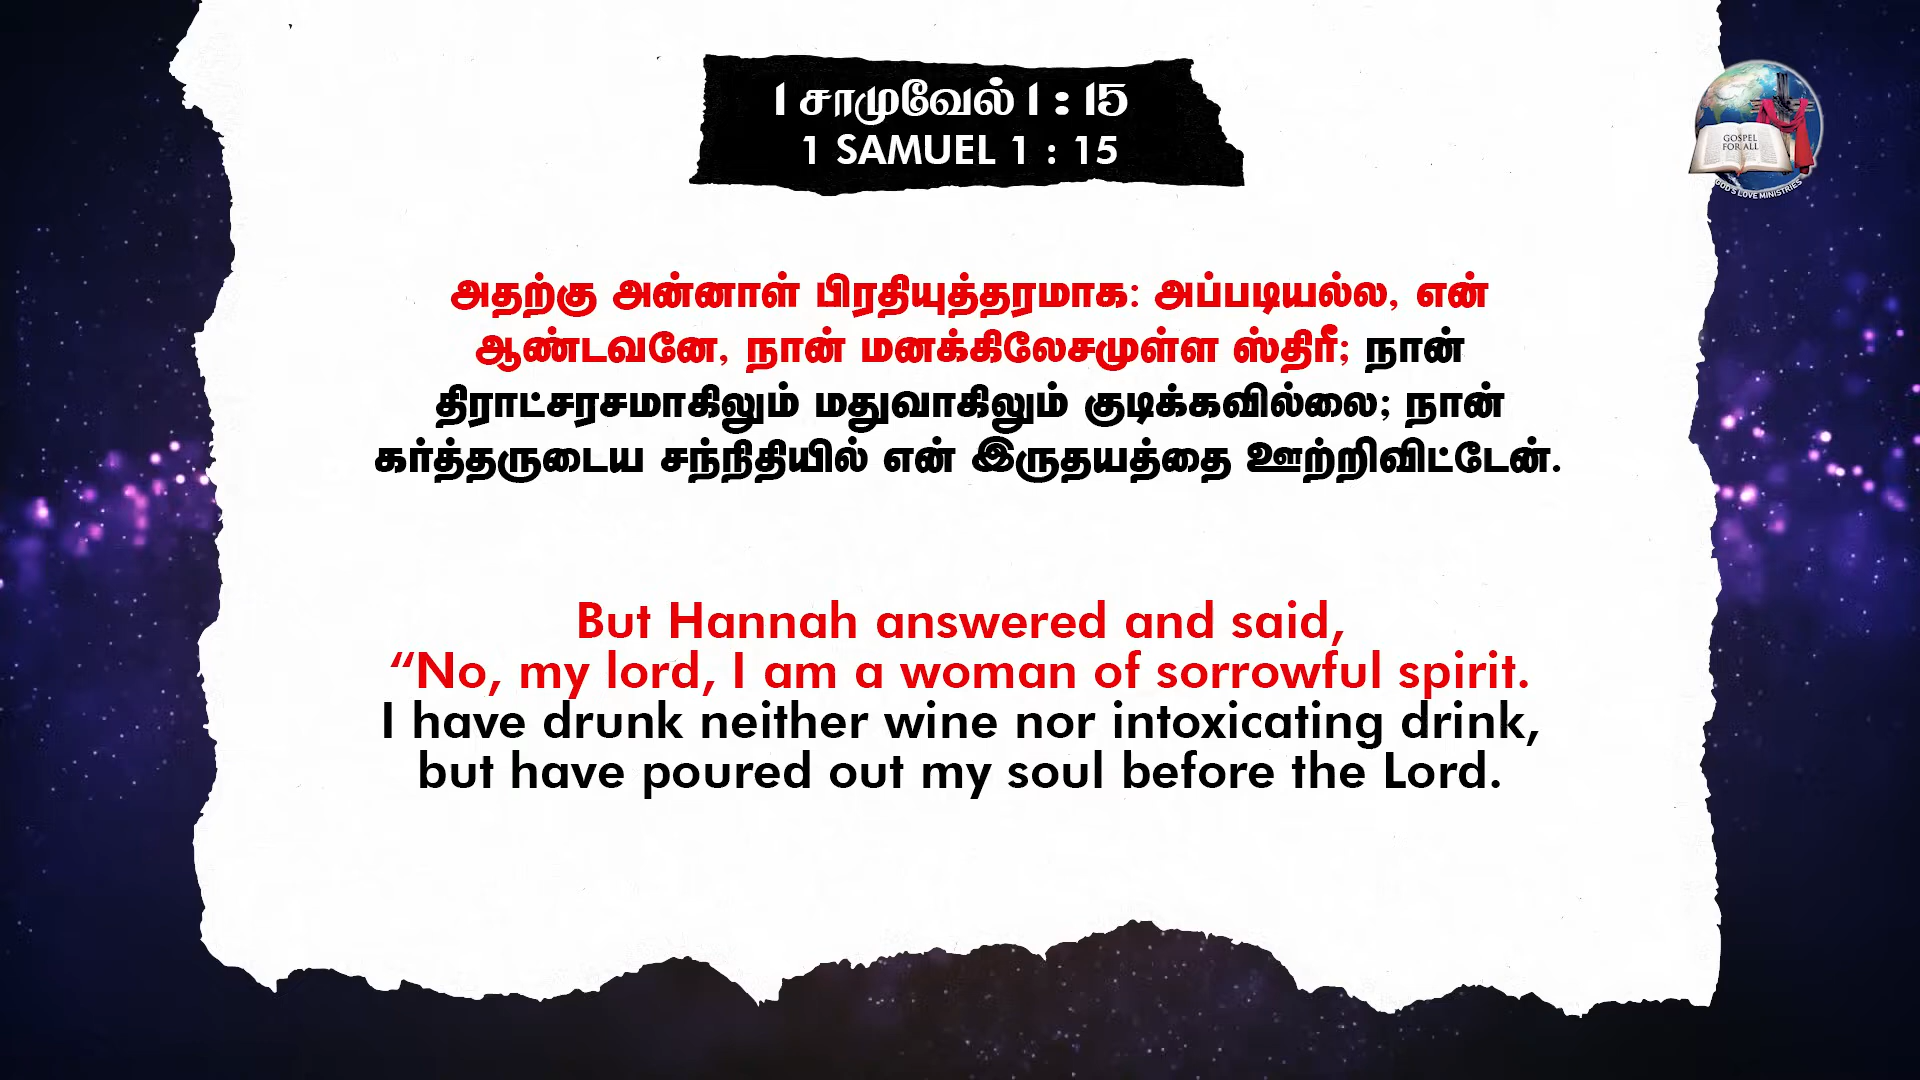 1 சாமுவேல் 1 : 15
1 SAMUEL 1 : 15
GOSPEL
FOR ALL
GOD'S LOVE MINISTRIES
அதற்கு அன்னாள் பிரதியுத்தரமாக: அப்படியல்ல, என்
ஆண்டவனே, நான் மனக்கிலேசமுள்ள ஸ்திரீ; நான்
திராட்சரசமாகிலும் மதுவாகிலும் குடிக்கவில்லை; நான்
கர்த்தருடைய சந்நிதியில் என் இருதயத்தை ஊற்றிவிட்டேன்.
But Hannah answered and said,
“No, my lord, I am a woman of sorrowful spirit.
I have drunk neither wine nor intoxicating drink,
but have poured out my soul before the Lord.